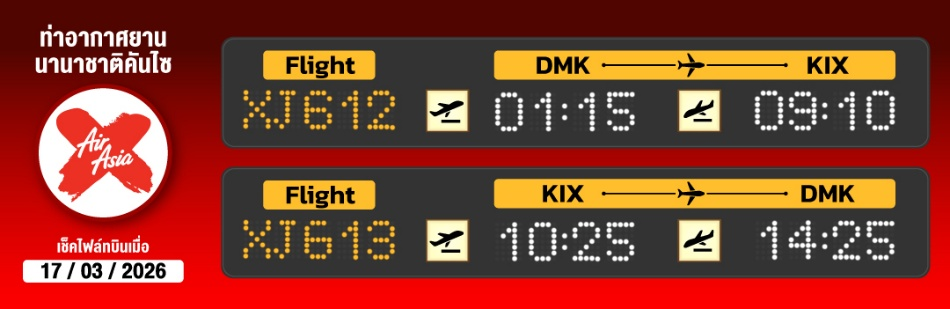 ท่าอากาศยาน
นานาชาติคันไซ
Air
Asia
เช็คไฟล์ทบินเมื่อ
17 / 03 / 2026
Flight
DMK
KIX
XJ612
01:15
09:10
Flight
KIX
DMK
XJ613
10:25
14:25